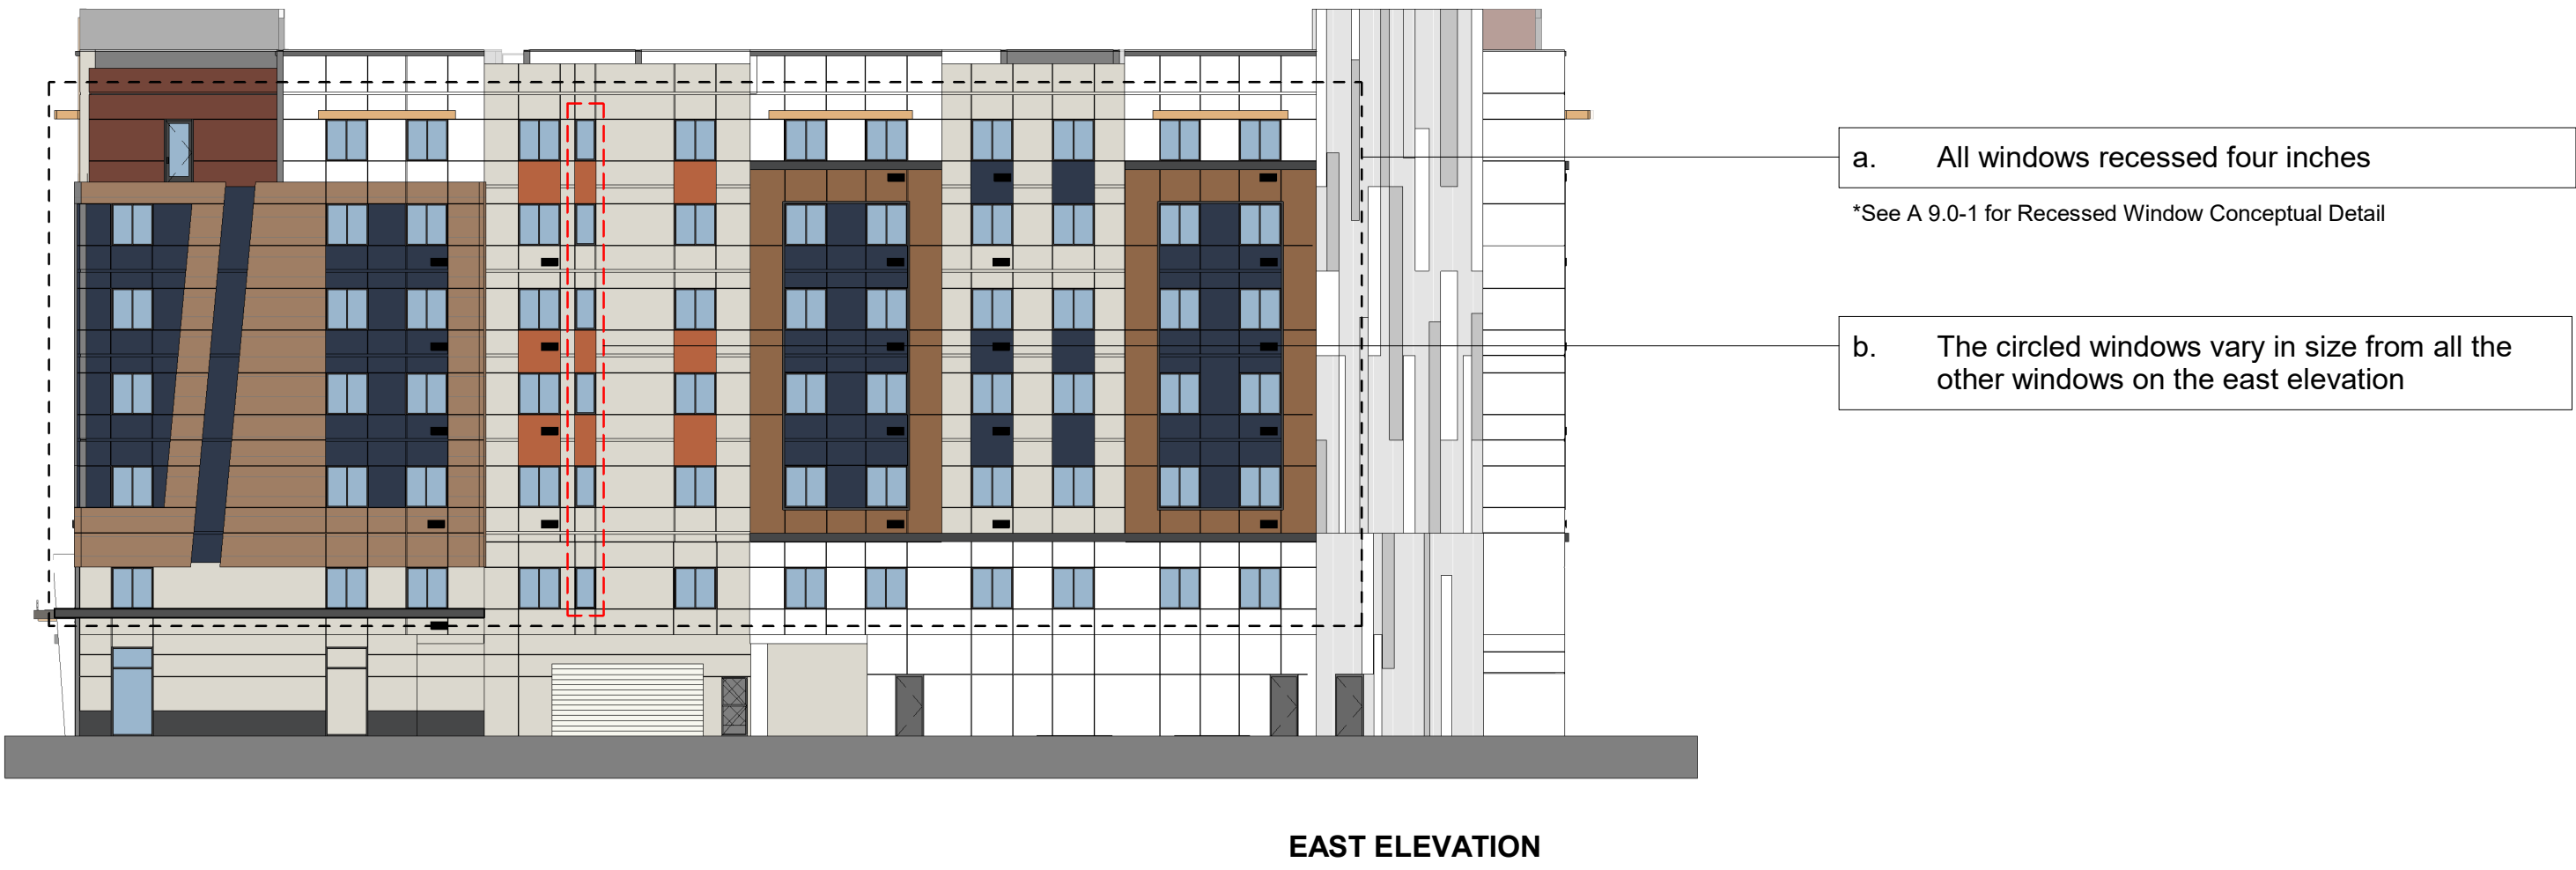 a. All windows recessed four inches
*See A 9.0-1 for Recessed Window Conceptual Detail
b. The circled windows vary in size from all the
other windows on the east elevation
EAST ELEVATION